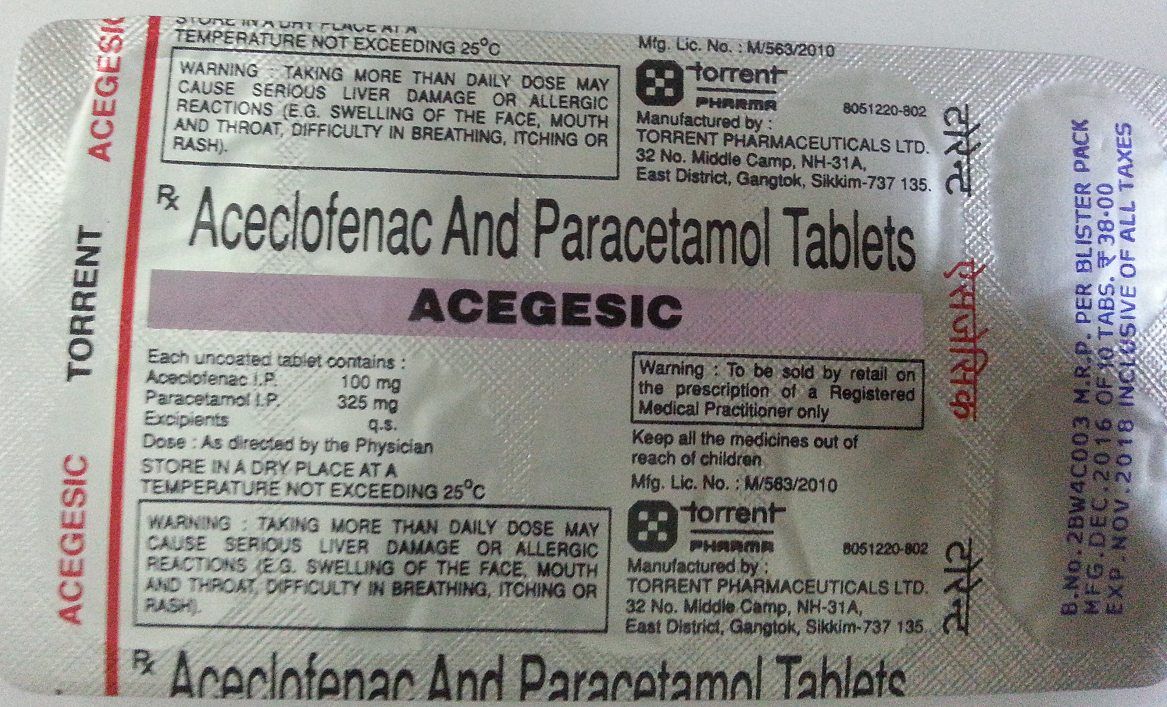 STORE IN A DRY PLACE AT A
TEMPERATURE NOT EXCEEDING 25°C
WARNING : TAKING MORE THAN DAILY DOSE MAY
CAUSE SERIOUS LIVER DAMAGE OR ALLERGIC
REACTIONS (E.G. SWELLING OF THE FACE, MOUTH
AND THROAT, DIFFICULTY IN BREATHING, ITCHING OR
RASH).
Mfg. Lic. No. : M/563/2010
torrent
PHARMA
8051220-802
Manufactured by :
TORRENT PHARMACEUTICALS LTD.
32 No. Middle Camp, NH-31A,
East District, Gangtok, Sikkim-737 135.
Rx Aceclofenac And Paracetamol Tablets
ACEGESIC
Each uncoated tablet contains :
Aceclofenac I.P. 100 mg
Paracetamol I.P. 325 mg
Excipients q.s.
Dose : As directed by the Physician
STORE IN A DRY PLACE AT A
TEMPERATURE NOT EXCEEDING 25°C
WARNING : TAKING MORE THAN DAILY DOSE MAY
CAUSE SERIOUS LIVER DAMAGE OR ALLERGIC
REACTIONS (E.G. SWELLING OF THE FACE, MOUTH
AND THROAT, DIFFICULTY IN BREATHING, ITCHING OR
RASH).
Warning : To be sold by retail on
the prescription of a Registered
Medical Practitioner only
Keep all the medicines out of
reach of children
Mfg. Lic. No. : M/563/2010
torrent
PHARMA
8051220-802
Manufactured by :
TORRENT PHARMACEUTICALS LTD.
32 No. Middle Camp, NH-31A,
East District, Gangtok, Sikkim-737 135.
Rx Aceclofenac And Paracetamol Tablets
ACEGESIC TORRENT ACEGESIC
टोरेन्ट एसजेसिक टोरेन्ट
B.No.2BW4C003 M.R.P. PER BLISTER PACK
MFG.DEC.2016 OF 10 TABS. ₹ 38.00
EXP.NOV.2018 INCLUSIVE OF ALL TAXES